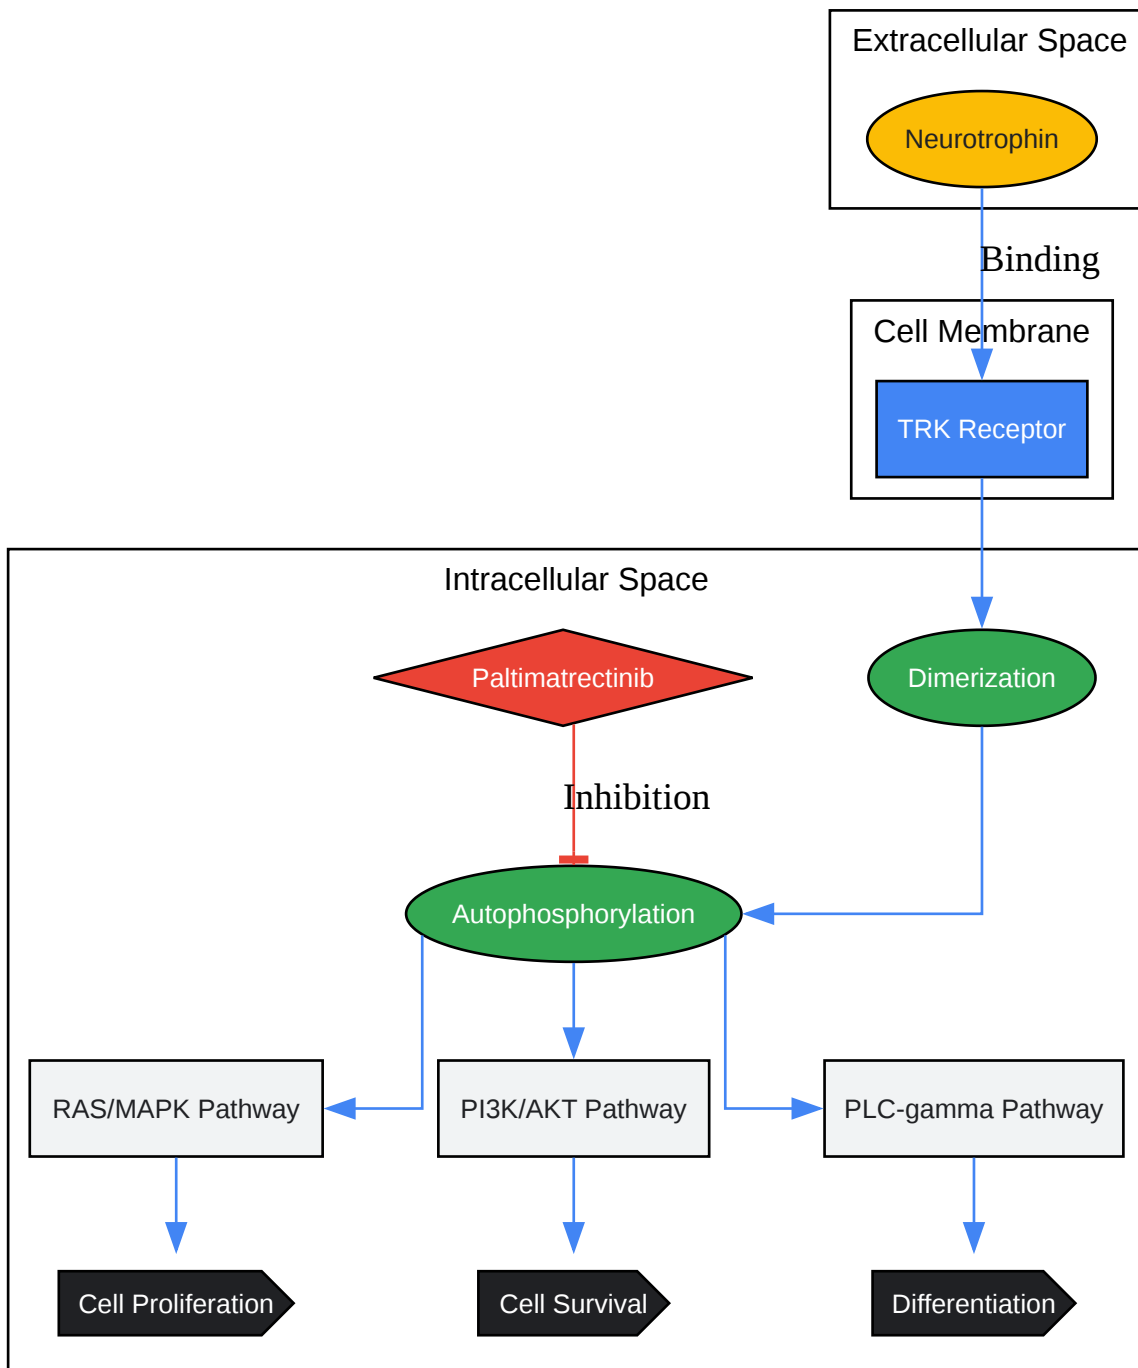 Extracellular Space
Neurotrophin
Binding
Cell Membrane
TRK Receptor
Intracellular Space
Paltimatrectinib
Dimerization
Inhibition
Autophosphorylation
RAS/MAPK Pathway
PI3K/AKT Pathway
PLC-gamma Pathway
Cell Proliferation
Cell Survival
Differentiation